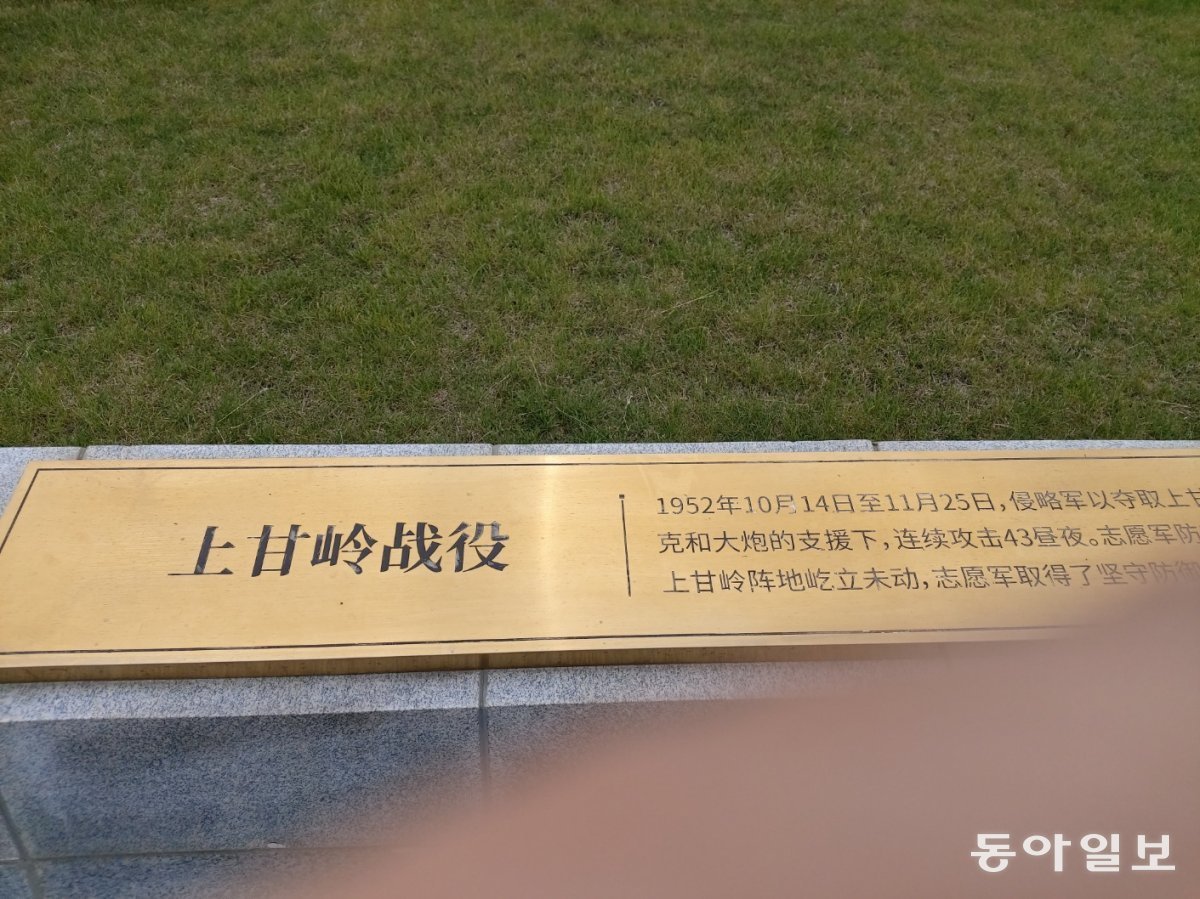 上甘岭战役
1952年10月14日至11月25日,侵略军以夺取上甘
克和大炮的支援下,连续攻击43昼夜。志愿军防
上甘岭阵地屹立未动,志愿军取得了坚守防御
동아일보